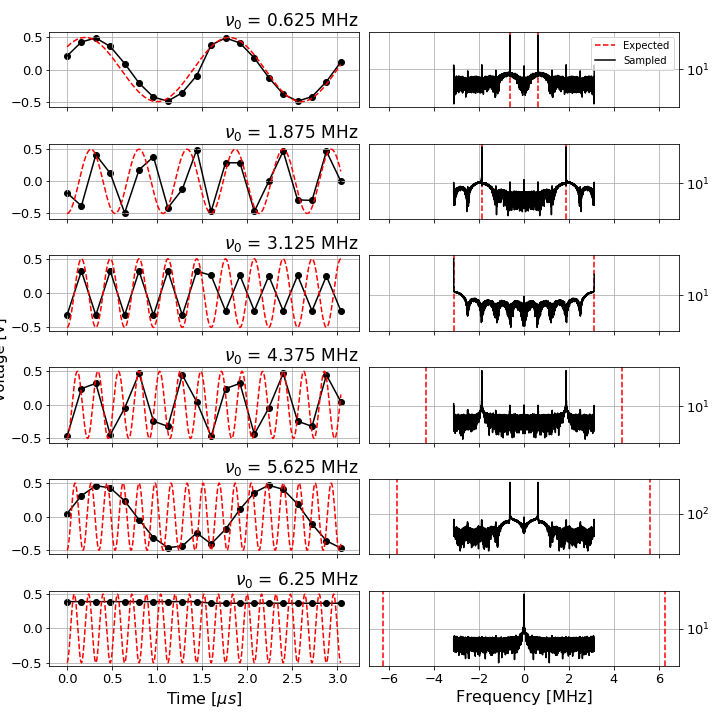 ν₀ = 0.625 MHz
0.5
0.0
−0.5
Expected
Sampled
10¹
ν₀ = 1.875 MHz
0.5
0.0
−0.5
10¹
ν₀ = 3.125 MHz
0.5
0.0
−0.5
10¹
ν₀ = 4.375 MHz
0.5
0.0
−0.5
10¹
ν₀ = 5.625 MHz
0.5
0.0
−0.5
10²
ν₀ = 6.25 MHz
0.5
0.0
−0.5
10¹
0.0 0.5 1.0 1.5 2.0 2.5 3.0
−6 −4 −2 0 2 4 6
Time [μs]
Frequency [MHz]